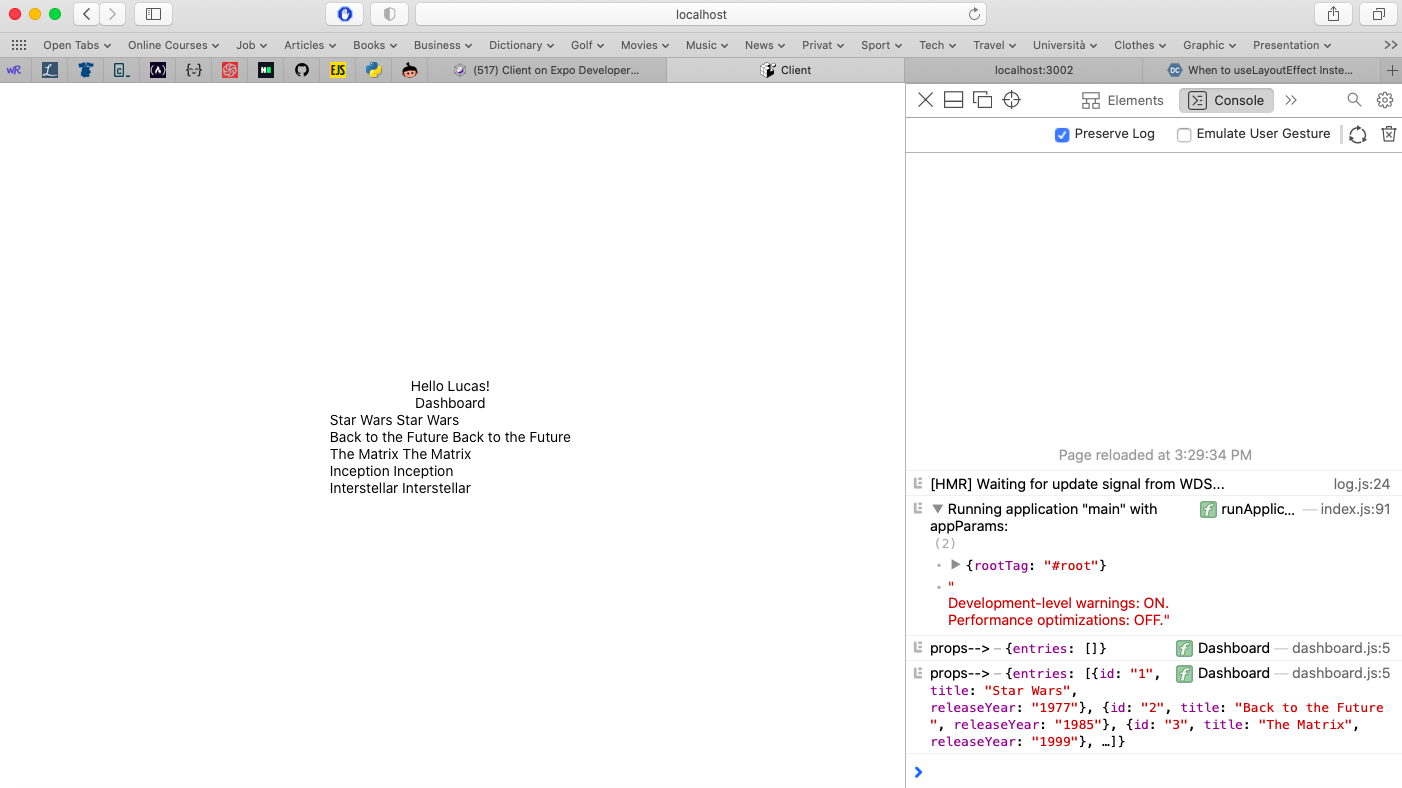 localhost
Open Tabs Online Courses Job Articles Books Business Dictionary Golf Movies Music News Privat Sport Tech Travel Università Clothes Graphic Presentation
wR C_ (A) {--} H EJS (517) Client on Expo Developer... Client localhost:3002 DC When to useLayoutEffect Inste...
Elements Console
Preserve Log Emulate User Gesture
Hello Lucas!
Dashboard
Star Wars Star Wars
Back to the Future Back to the Future
The Matrix The Matrix
Inception Inception
Interstellar Interstellar
Page reloaded at 3:29:34 PM
[HMR] Waiting for update signal from WDS... log.js:24
Running application "main" with f runApplic... — index.js:91
appParams:
(2)
{rootTag: "#root"}
"
Development-level warnings: ON.
Performance optimizations: OFF."
props--> – {entries: []} f Dashboard — dashboard.js:5
props--> – {entries: [{id: "1", f Dashboard — dashboard.js:5
title: "Star Wars",
releaseYear: "1977"}, {id: "2", title: "Back to the Future
", releaseYear: "1985"}, {id: "3", title: "The Matrix",
releaseYear: "1999"}, …]}